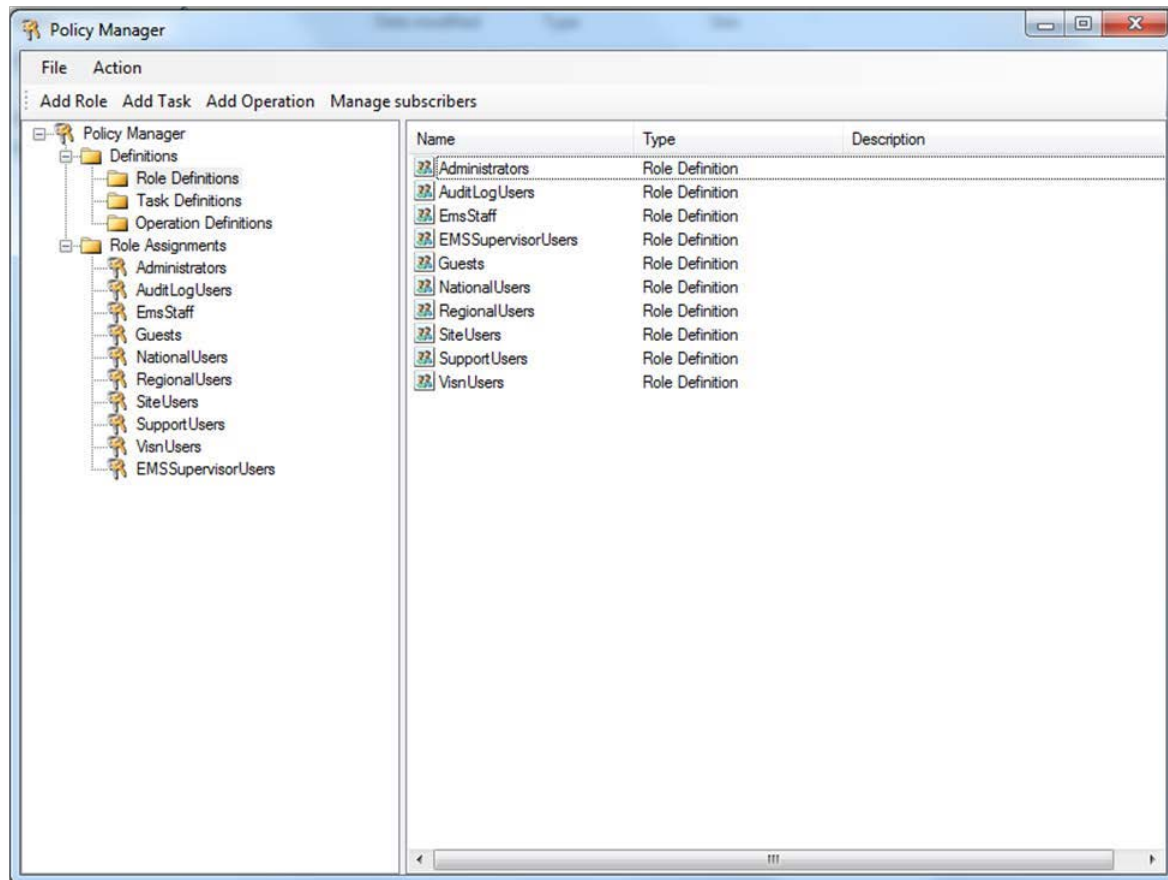 Policy Manager
File Action
Add Role Add Task Add Operation Manage subscribers
Policy Manager
Definitions
Role Definitions
Task Definitions
Operation Definitions
Role Assignments
Administrators
AuditLogUsers
EmsStaff
Guests
NationalUsers
RegionalUsers
SiteUsers
SupportUsers
VisnUsers
EMSSupervisorUsers
Name Type Description
Administrators Role Definition
AuditLogUsers Role Definition
EmsStaff Role Definition
EMSSupervisorUsers Role Definition
Guests Role Definition
NationalUsers Role Definition
RegionalUsers Role Definition
SiteUsers Role Definition
SupportUsers Role Definition
VisnUsers Role Definition